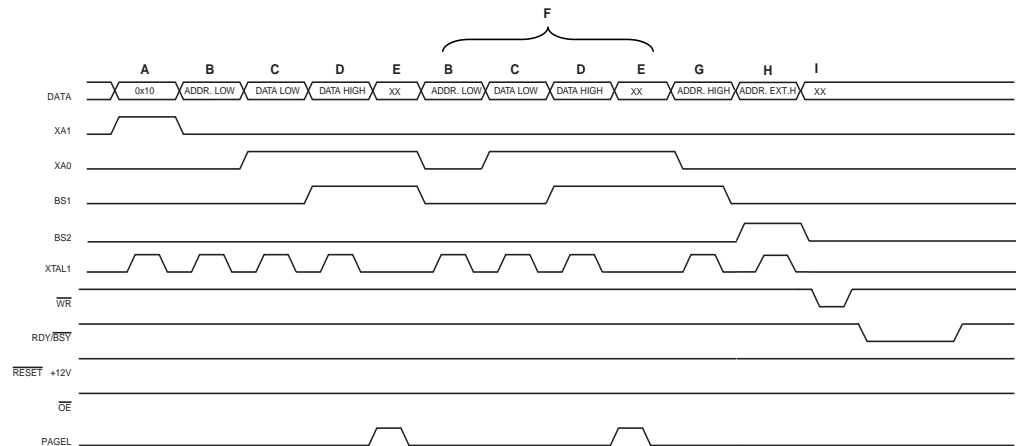 F
A B C D E B C D E G H I
DATA 0x10 ADDR. LOW DATA LOW DATA HIGH XX ADDR. LOW DATA LOW DATA HIGH XX ADDR. HIGH ADDR. EXT.H XX
XA1
XA0
BS1
BS2
XTAL1
WR
RDY/BSY
RESET +12V
OE
PAGEL